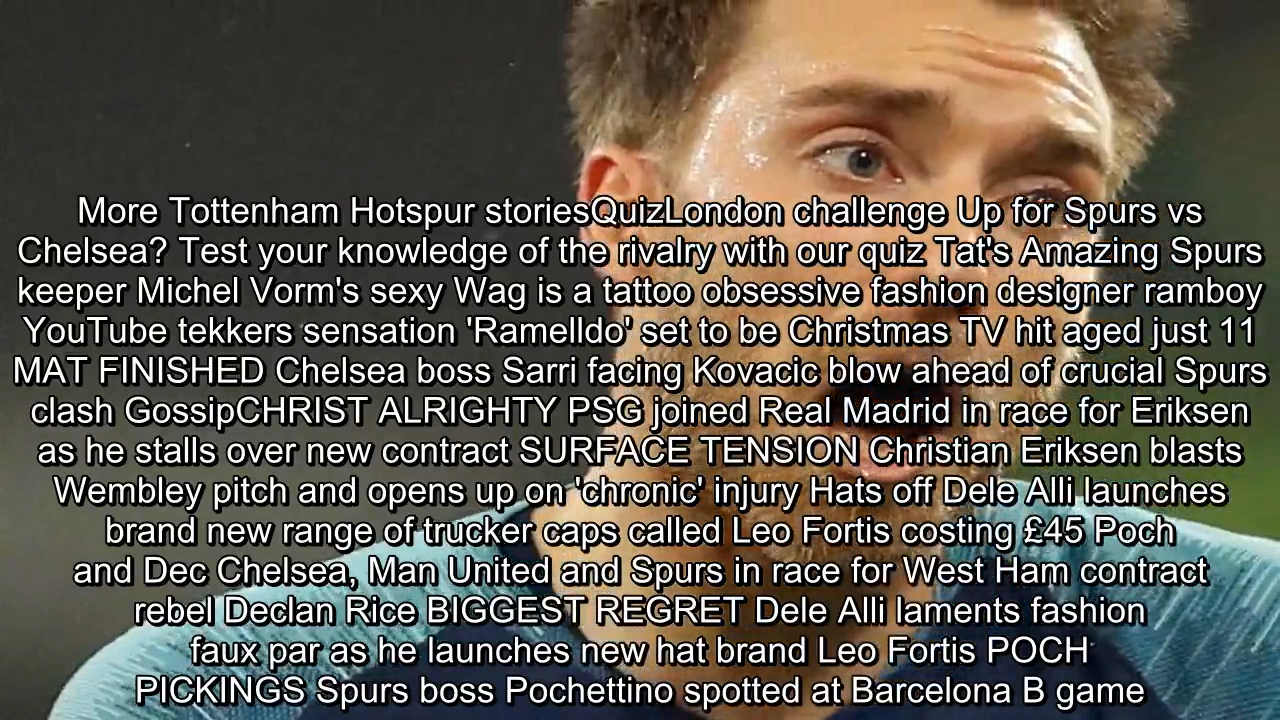 More Tottenham Hotspur storiesQuizLondon challenge Up for Spurs vs
Chelsea? Test your knowledge of the rivalry with our quiz Tat's Amazing Spurs
keeper Michel Vorm's sexy Wag is a tattoo obsessive fashion designer ramboy
YouTube tekkers sensation 'Ramelldo' set to be Christmas TV hit aged just 11
MAT FINISHED Chelsea boss Sarri facing Kovacic blow ahead of crucial Spurs
clash GossipCHRIST ALRIGHTY PSG joined Real Madrid in race for Eriksen
as he stalls over new contract SURFACE TENSION Christian Eriksen blasts
Wembley pitch and opens up on 'chronic' injury Hats off Dele Alli launches
brand new range of trucker caps called Leo Fortis costing £45 Poch
and Dec Chelsea, Man United and Spurs in race for West Ham contract
rebel Declan Rice BIGGEST REGRET Dele Alli laments fashion
faux par as he launches new hat brand Leo Fortis POCH
PICKINGS Spurs boss Pochettino spotted at Barcelona B game